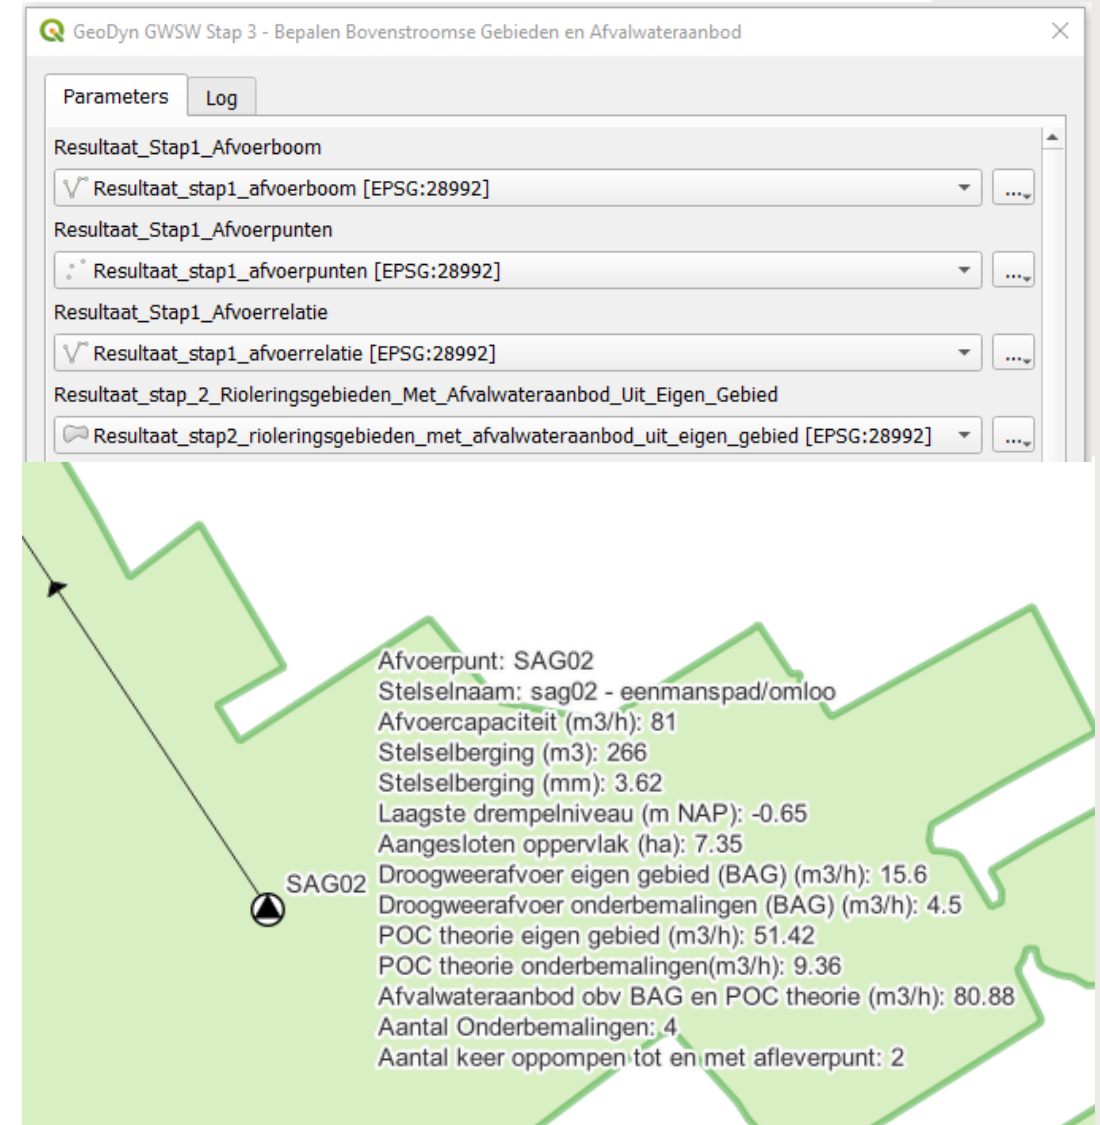 GeoDyn GWSW Stap 3 - Bepalen Bovenstroomse Gebieden en Afvalwateraanbod
Parameters
Log
Resultaat_Stap1_Afvoerboom
Resultaat_stap1_afvoerboom [EPSG:28992]
...
Resultaat_Stap1_Afvoerpunten
Resultaat_stap1_afvoerpunten [EPSG:28992]
...
Resultaat_Stap1_Afvoerrelatie
Resultaat_stap1_afvoerrelatie [EPSG:28992]
...
Resultaat_stap_2_Rioleringsgebieden_Met_Afvalwateraanbod_Uit_Eigen_Gebied
Resultaat_stap2_rioleringsgebieden_met_afvalwateraanbod_uit_eigen_gebied [EPSG:28992]
...
SAG02
Afvoerpunt: SAG02
Stelselnaam: sag02 - eenmanspad/omloo
Afvoercapaciteit (m3/h): 81
Stelselberging (m3): 266
Stelselberging (mm): 3.62
Laagste drempelniveau (m NAP): -0.65
Aangesloten oppervlak (ha): 7.35
Droogweerafvoer eigen gebied (BAG) (m3/h): 15.6
Droogweerafvoer onderbemalingen (BAG) (m3/h): 4.5
POC theorie eigen gebied (m3/h): 51.42
POC theorie onderbemalingen(m3/h): 9.36
Afvalwateraanbod obv BAG en POC theorie (m3/h): 80.88
Aantal Onderbemalingen: 4
Aantal keer oppompen tot en met afleverpunt: 2